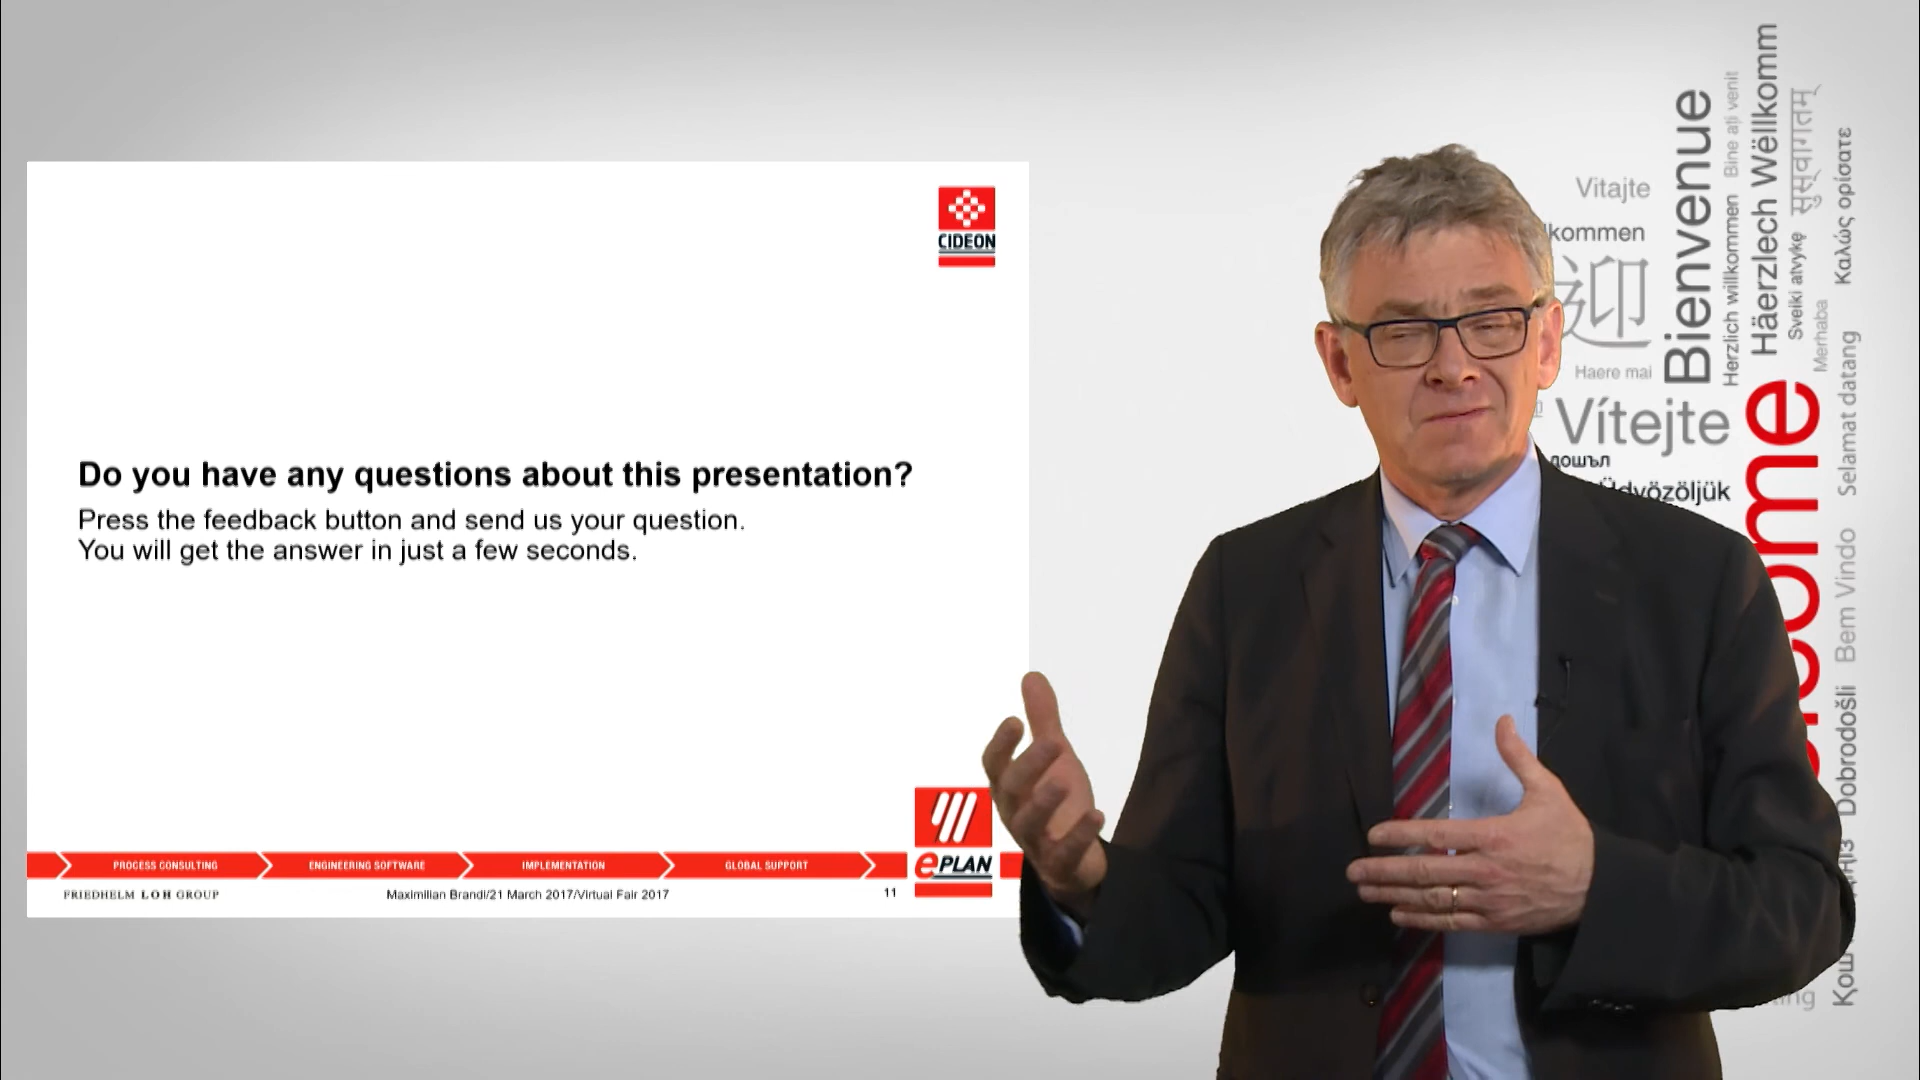 CIDEON
Do you have any questions about this presentation?
Press the feedback button and send us your question.
You will get the answer in just a few seconds.
PROCESS CONSULTING
ENGINEERING SOFTWARE
IMPLEMENTATION
GLOBAL SUPPORT
ePLAN
FRIEDHELM LOH GROUP
Maximilian Brandl/21 March 2017/Virtual Fair 2017
11
Vitajte
lkommen
迎
Haere mai
Vítejte
Üdvözöljük
Bienvenue
Bine ați venit
Herzlich willkommen
Häerzlech Wëllkomm
सुस्वागतम्
Sveiki atvykę
Merhaba
Καλώς ορίσατε
Selamat datang
come
Bem Vindo
Dobrodošli